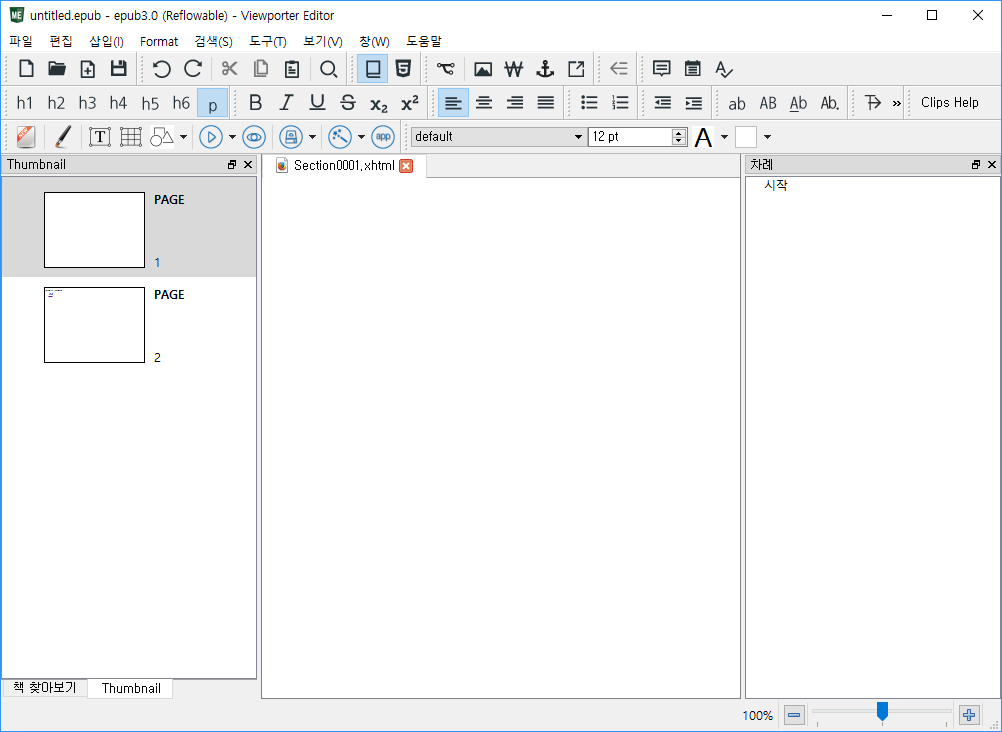 untitled.epub - epub3.0 (Reflowable) - Viewporter Editor
파일 편집 삽입(I) Format 검색(S) 도구(T) 보기(V) 창(W) 도움말
h1 h2 h3 h4 h5 h6 p B I U S x₂ x² ab AB Ab Ab. T » Clips Help
T app default 12 pt A
Thumbnail
Section0001.xhtml
차례
PAGE
1
PAGE
2
시작
책 찾아보기 Thumbnail
100%